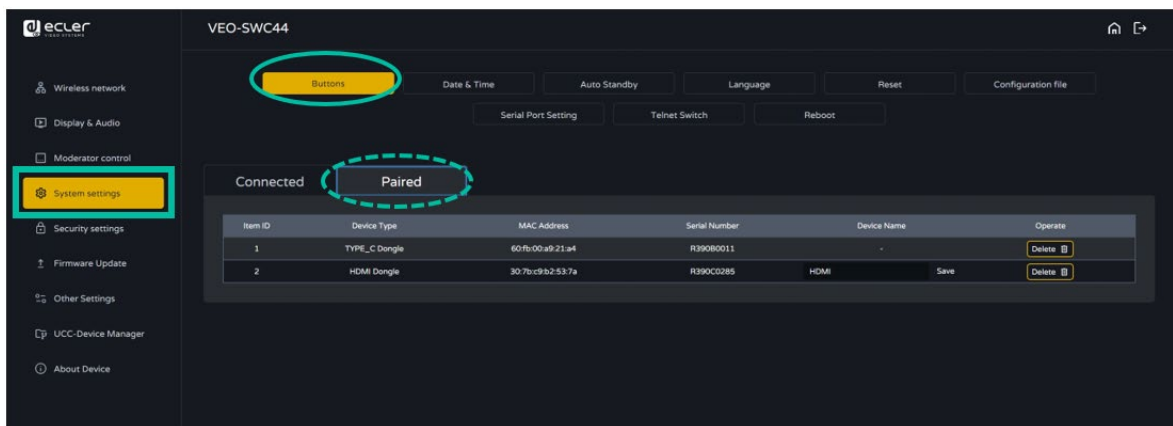 ecler
VIDEO SYSTEMS
VEO-SWC44
Wireless network
Display & Audio
Moderator control
System settings
Security settings
Firmware Update
Other Settings
UCC-Device Manager
About Device
Buttons Date & Time Auto Standby Language Reset Configuration file
Serial Port Setting Telnet Switch Reboot
Connected Paired
Item ID Device Type MAC Address Serial Number Device Name Operate
1 TYPE_C Dongle 60:fb:00:a9:21:a4 R390B0011 - Delete
2 HDMI Dongle 30:7b:c9:b2:53:7a R390C0285 HDMI Save Delete